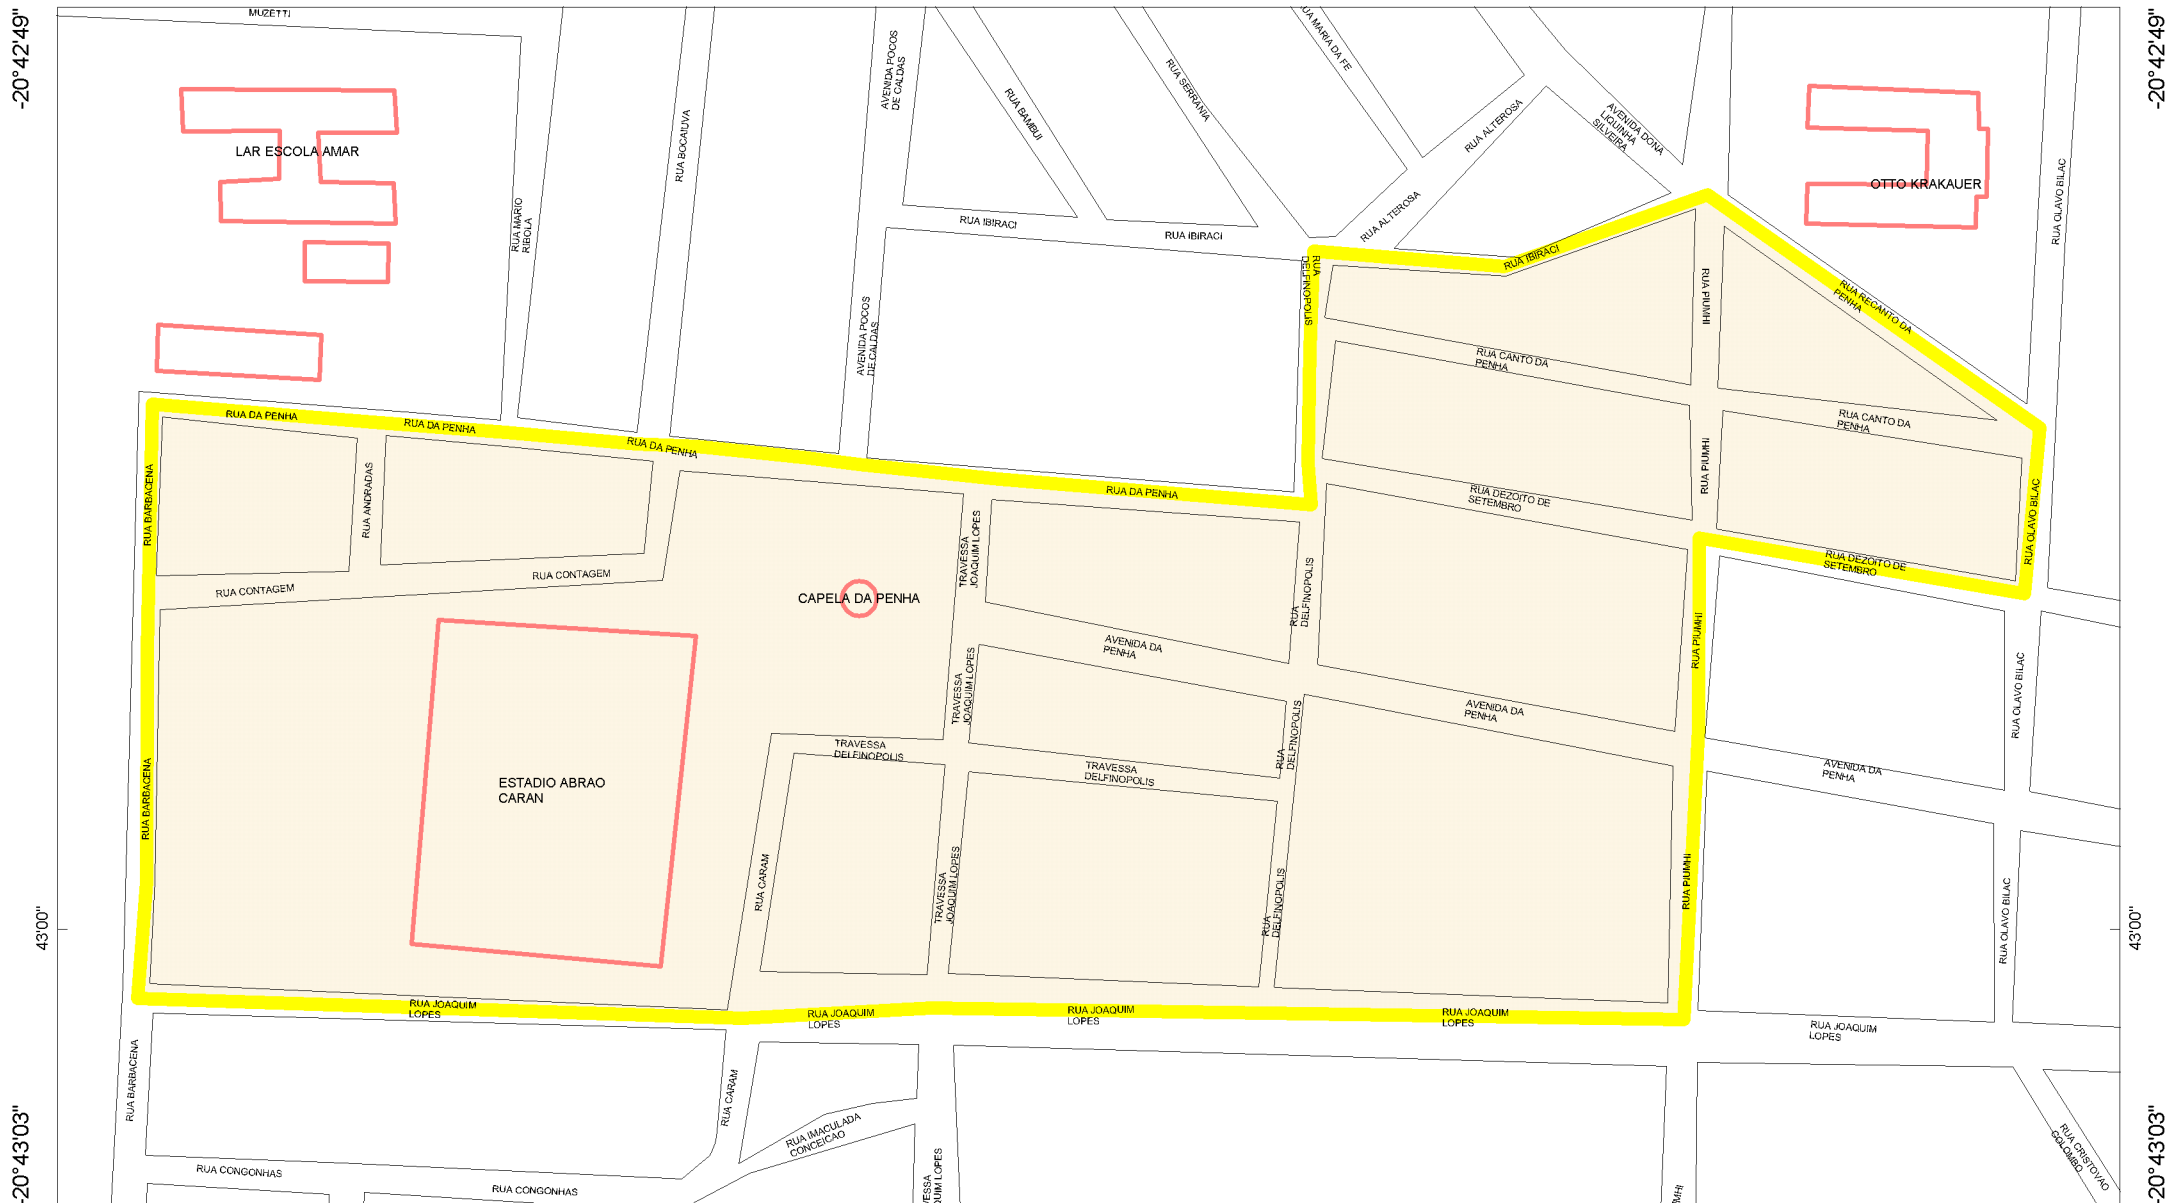 -20°42'49"
-20°42'49"
MUZETTI
AVENIDA POCOS
DE CALDAS
RUA BAMBUI
RUA SERRANIA
RUA MARIA DA FE
RUA ALTEROSA
AVENIDA DONA
LIQUINHA
SILVEIRA
RUA BOCAIUVA
LAR ESCOLA AMAR
OTTO KRAKAUER
RUA OLAVO BILAC
RUA MARIO
RIBOLA
RUA IBIRACI
RUA IBIRACI
RUA ALTEROSA
RUA IBIRACI
RUA
DELFINOPOLIS
RUA PIUMHI
RUA RECANTO DA
PENHA
AVENIDA POCOS
DE CALDAS
RUA CANTO DA
PENHA
RUA CANTO DA
PENHA
RUA DA PENHA
RUA DA PENHA
RUA DA PENHA
RUA DA PENHA
RUA BARBACENA
RUA ANDRADAS
RUA PIUMHI
RUA DEZOITO DE
SETEMBRO
RUA OLAVO BILAC
RUA DEZOITO DE
SETEMBRO
TRAVESSA
JOAQUIM LOPES
RUA CONTAGEM
RUA CONTAGEM
CAPELA DA PENHA
RUA
DELFINOPOLIS
RUA PIUMHI
AVENIDA DA
PENHA
TRAVESSA
JOAQUIM LOPES
RUA OLAVO BILAC
AVENIDA DA
PENHA
RUA
DELFINOPOLIS
TRAVESSA
DELFINOPOLIS
TRAVESSA
DELFINOPOLIS
AVENIDA DA
PENHA
ESTADIO ABRAO
CARAN
RUA BARBACENA
RUA CARAM
TRAVESSA
JOAQUIM LOPES
RUA
DELFINOPOLIS
RUA PIUMHI
RUA OLAVO BILAC
43'00"
43'00"
RUA JOAQUIM
LOPES
RUA JOAQUIM
LOPES
RUA JOAQUIM
LOPES
RUA JOAQUIM
LOPES
RUA JOAQUIM
LOPES
RUA BARBACENA
RUA CARAM
RUA IMACULADA
CONCEICAO
RUA CONGONHAS
RUA CONGONHAS
VESSA
QUIM LOPES
MHI
RUA CRISTOVAO
COLOMBO
-20°43'03"
-20°43'03"